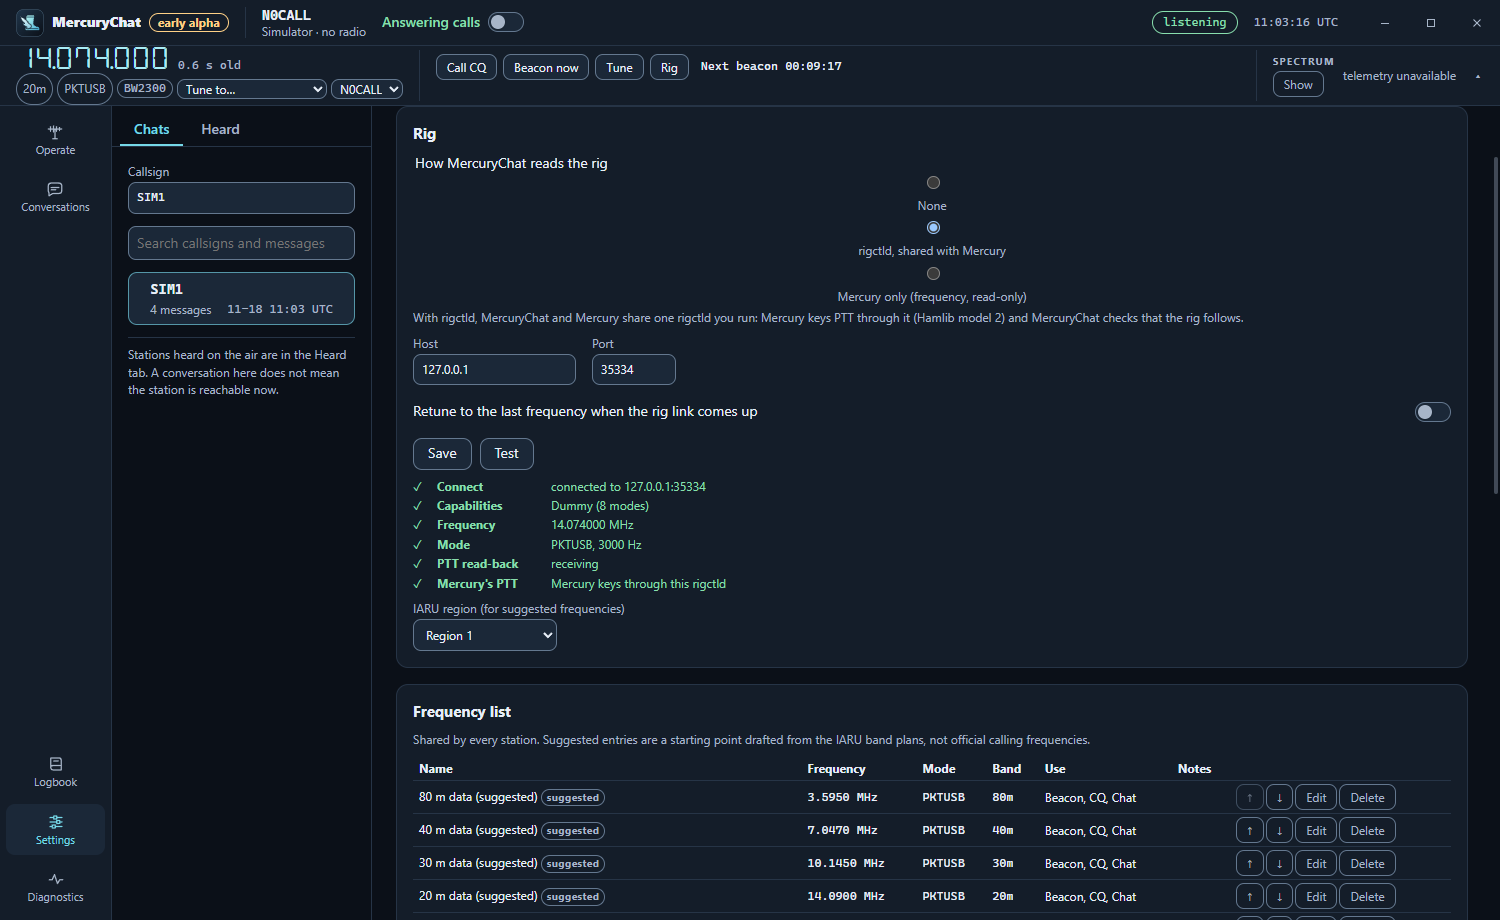 MercuryChat early alpha
N0CALL
Simulator · no radio
Answering calls
listening
11:03:16 UTC
14.074.000 0.6 s old
20m PKTUSB BW2300 Tune to... N0CALL
Call CQ Beacon now Tune Rig Next beacon 00:09:17
SPECTRUM
Show
telemetry unavailable
Operate
Conversations
Logbook
Settings
Diagnostics
Chats Heard
Callsign
SIM1
Search callsigns and messages
SIM1
4 messages 11-18 11:03 UTC
Stations heard on the air are in the Heard
tab. A conversation here does not mean
the station is reachable now.
Rig
How MercuryChat reads the rig
None
rigctld, shared with Mercury
Mercury only (frequency, read-only)
With rigctld, MercuryChat and Mercury share one rigctld you run: Mercury keys PTT through it (Hamlib model 2) and MercuryChat checks that the rig follows.
Host Port
127.0.0.1 35334
Retune to the last frequency when the rig link comes up
Save Test
✓ Connect connected to 127.0.0.1:35334
✓ Capabilities Dummy (8 modes)
✓ Frequency 14.074000 MHz
✓ Mode PKTUSB, 3000 Hz
✓ PTT read-back receiving
✓ Mercury's PTT Mercury keys through this rigctld
IARU region (for suggested frequencies)
Region 1
Frequency list
Shared by every station. Suggested entries are a starting point drafted from the IARU band plans, not official calling frequencies.
Name Frequency Mode Band Use Notes
80 m data (suggested) suggested 3.5950 MHz PKTUSB 80m Beacon, CQ, Chat ↑ ↓ Edit Delete
40 m data (suggested) suggested 7.0470 MHz PKTUSB 40m Beacon, CQ, Chat ↑ ↓ Edit Delete
30 m data (suggested) suggested 10.1450 MHz PKTUSB 30m Beacon, CQ, Chat ↑ ↓ Edit Delete
20 m data (suggested) suggested 14.0900 MHz PKTUSB 20m Beacon, CQ, Chat ↑ ↓ Edit Delete